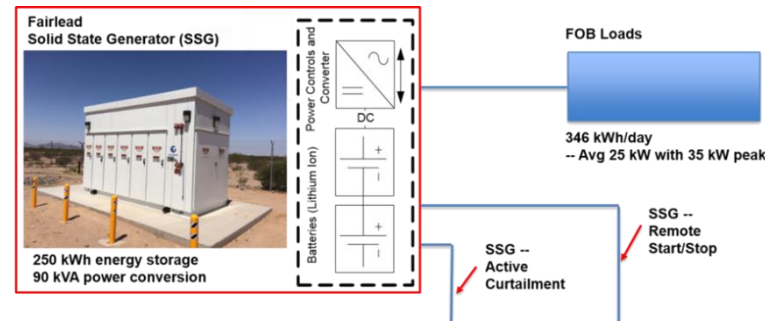 Fairlead
Solid State Generator (SSG)
250 kWh energy storage
90 kVA power conversion
Power Controls and
Converter
DC
+
–
+
–
Batteries (Lithium Ion)
FOB Loads
346 kWh/day
-- Avg 25 kW with 35 kW peak
SSG --
Active
Curtailment
SSG --
Remote
Start/Stop